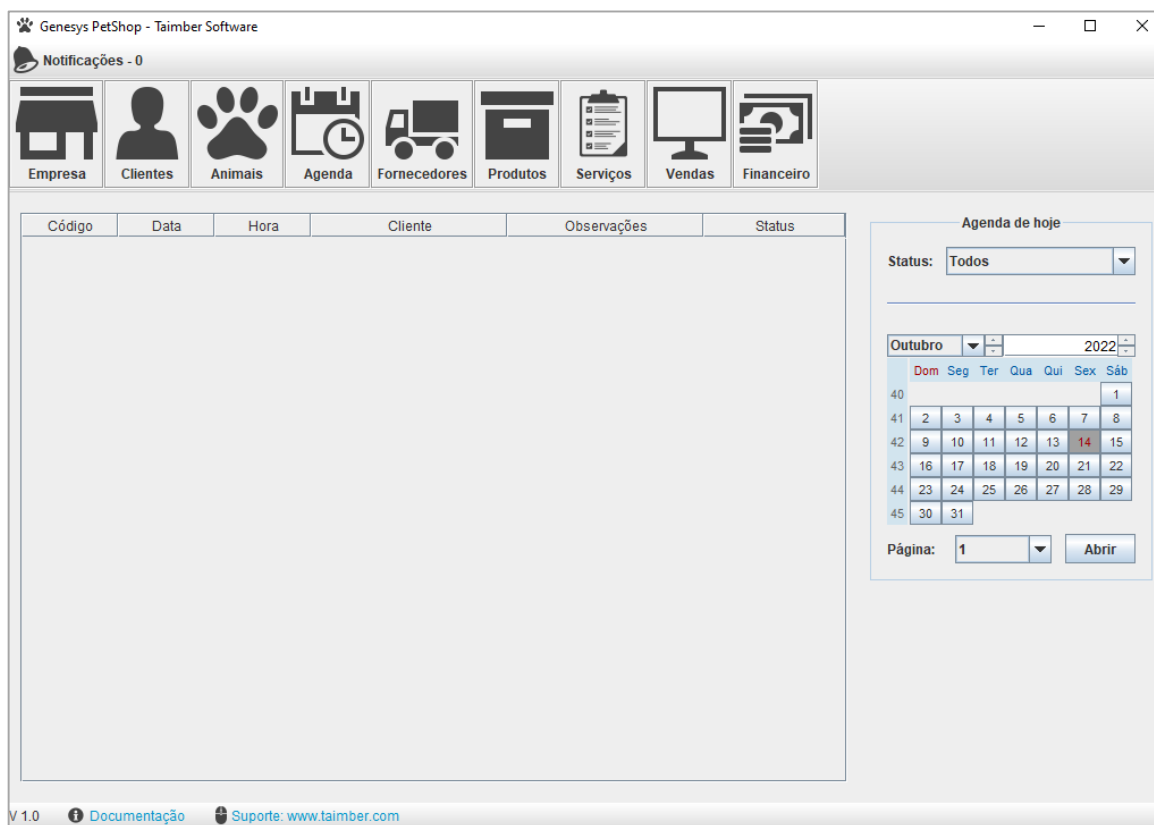 Genesys PetShop - Taimber Software
Notificações - 0
Empresa Clientes Animais Agenda Fornecedores Produtos Serviços Vendas Financeiro
Código Data Hora Cliente Observações Status
Agenda de hoje
Status: Todos
Outubro 2022
Dom Seg Ter Qua Qui Sex Sáb
40 1
41 2 3 4 5 6 7 8
42 9 10 11 12 13 14 15
43 16 17 18 19 20 21 22
44 23 24 25 26 27 28 29
45 30 31
Página: 1 Abrir
V 1.0 Documentação Suporte: www.taimber.com